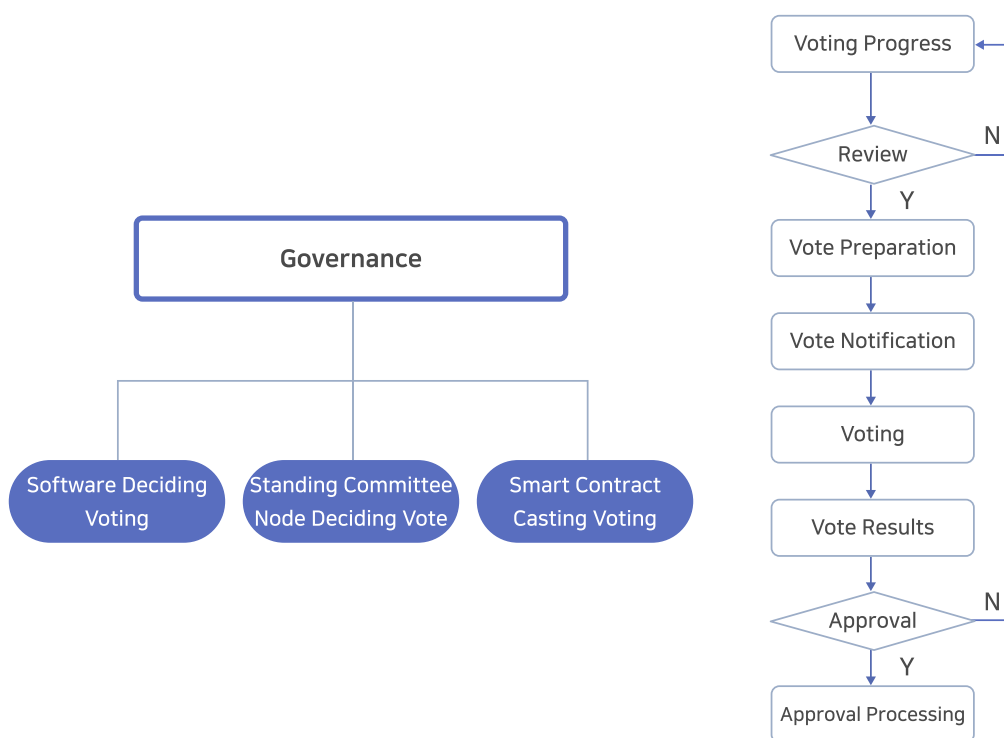 Governance
Software Deciding
Voting
Standing Committee
Node Deciding Vote
Smart Contract
Casting Voting
Voting Progress
Review
N
Y
Vote Preparation
Vote Notification
Voting
Vote Results
Approval
N
Y
Approval Processing